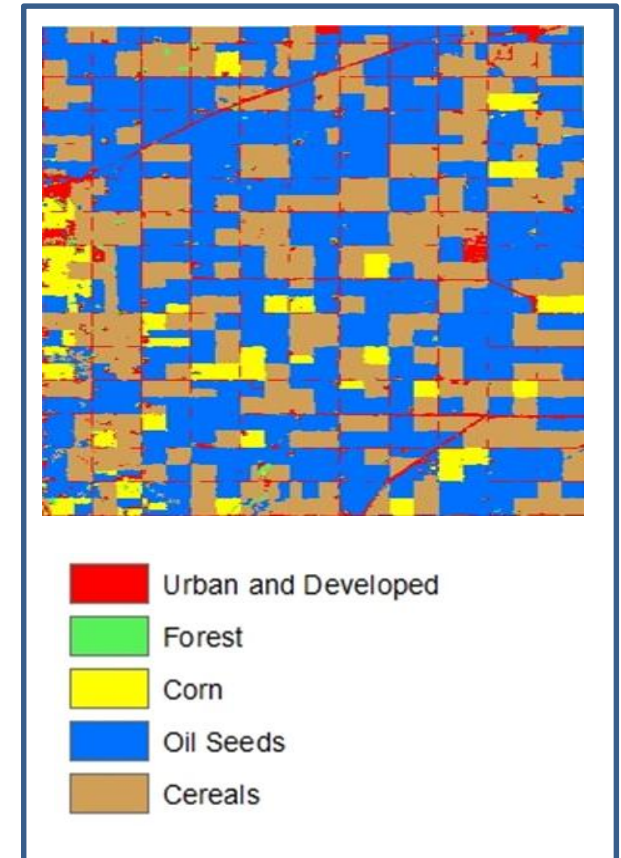 Urban and Developed
Forest
Corn
Oil Seeds
Cereals